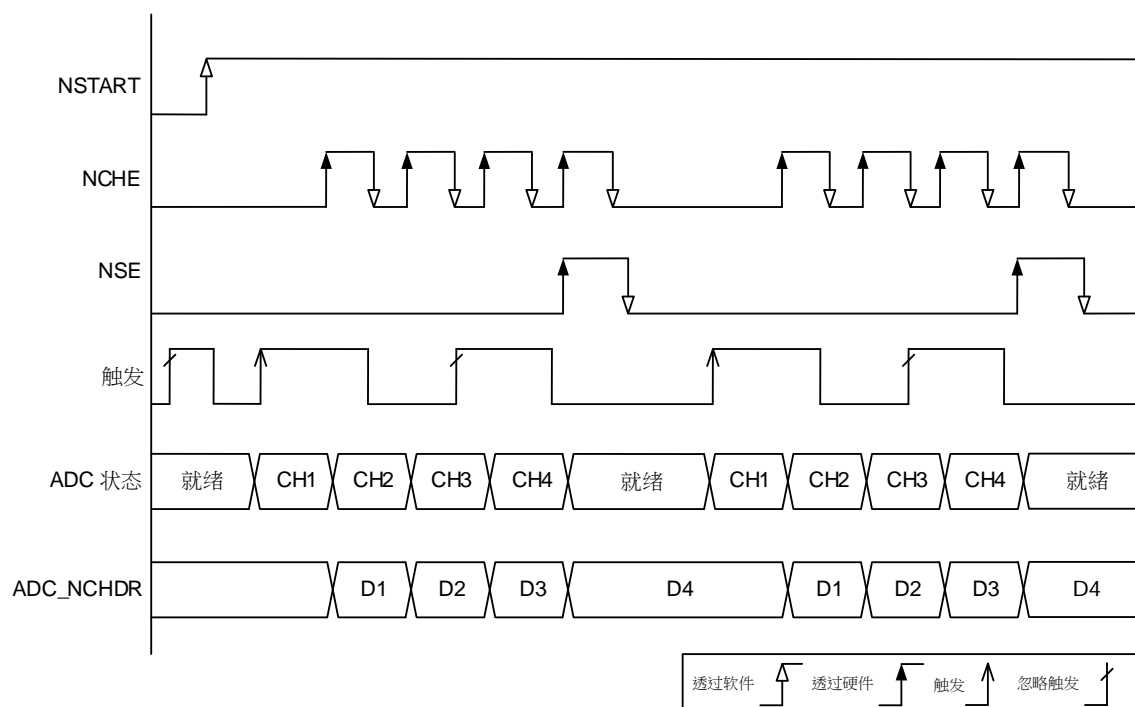 NSTART
NCHE
NSE
触发
ADC 状态 就绪 CH1 CH2 CH3 CH4 就绪 CH1 CH2 CH3 CH4 就緒
ADC_NCHDR D1 D2 D3 D4 D1 D2 D3 D4
透过软件 透过硬件 触发 忽略触发